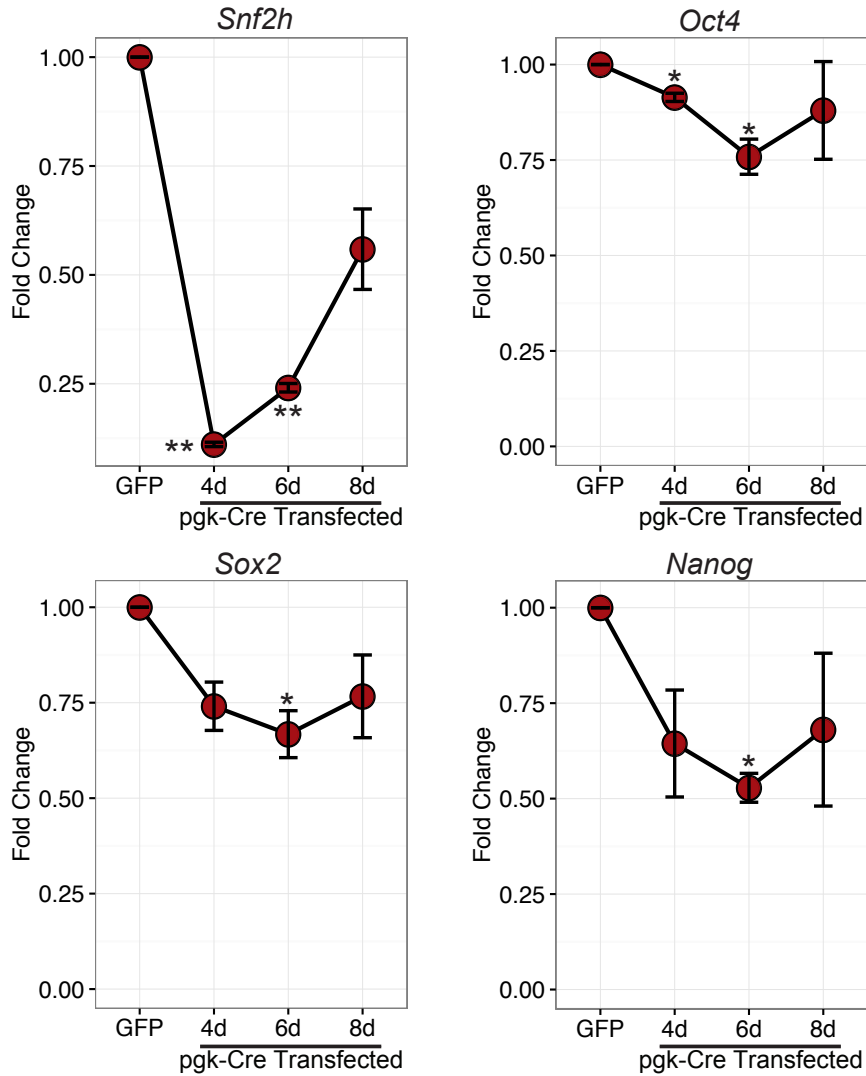 Snf2h
1.00
0.75
0.50
0.25
Fold Change
**
**
GFP
4d
6d
8d
pgk-Cre Transfected
Oct4
1.00
0.75
0.50
0.25
0.00
Fold Change
*
*
GFP
4d
6d
8d
pgk-Cre Transfected
Sox2
1.00
0.75
0.50
0.25
0.00
Fold Change
*
GFP
4d
6d
8d
pgk-Cre Transfected
Nanog
1.00
0.75
0.50
0.25
0.00
Fold Change
*
GFP
4d
6d
8d
pgk-Cre Transfected